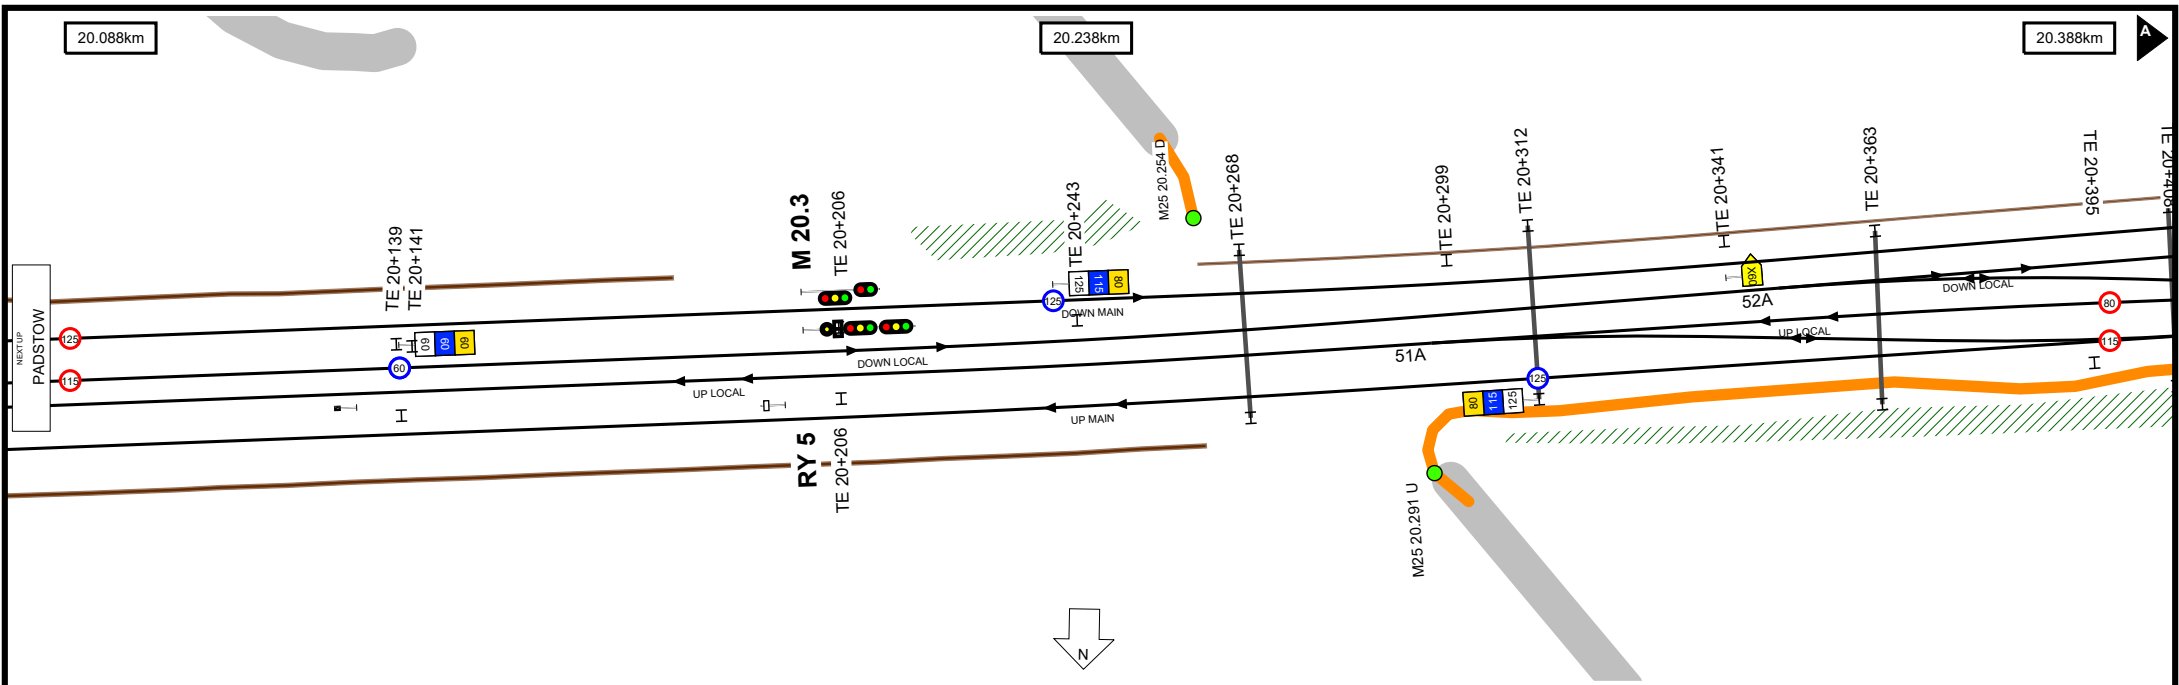 20.088km
20.238km
20.388km
A
NEXT UP
PADSTOW
125
115
TE 20+139
TE 20+141
60
60
60
60
M 20.3
TE 20+206
RY 5
TE 20+206
TE 20+243
125
115
80
125
DOWN MAIN
DOWN LOCAL
UP LOCAL
UP MAIN
M25 20.254 D
TE 20+268
TE 20+299
TE 20+312
TE 20+341
TE 20+363
TE 20+395
X60
52A
51A
DOWN LOCAL
UP LOCAL
80
115
125
80
115
125
M25 20.291 U
N